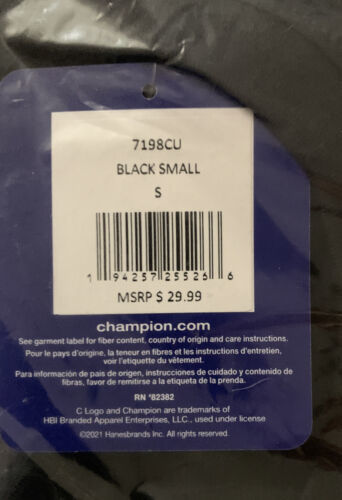 7198CU
BLACK SMALL
S
1 94257 25526 6
MSRP $ 29.99
champion.com
See garment label for fiber content, country of origin and care instructions.
Pour le pays d'origine, la teneur en fibres et les instructions d'entretien,
voir l'etiquette du vêtement.
Para información de pais de origen, instrucciones de cuidado y contenido de
fibras, favor de remitirse a la etiqueta de la prenda.
RN #82382
C Logo and Champion are trademarks of
HBI Branded Apparel Enterprises, LLC., used under license
©2021 Hanesbrands Inc. All rights reserved.